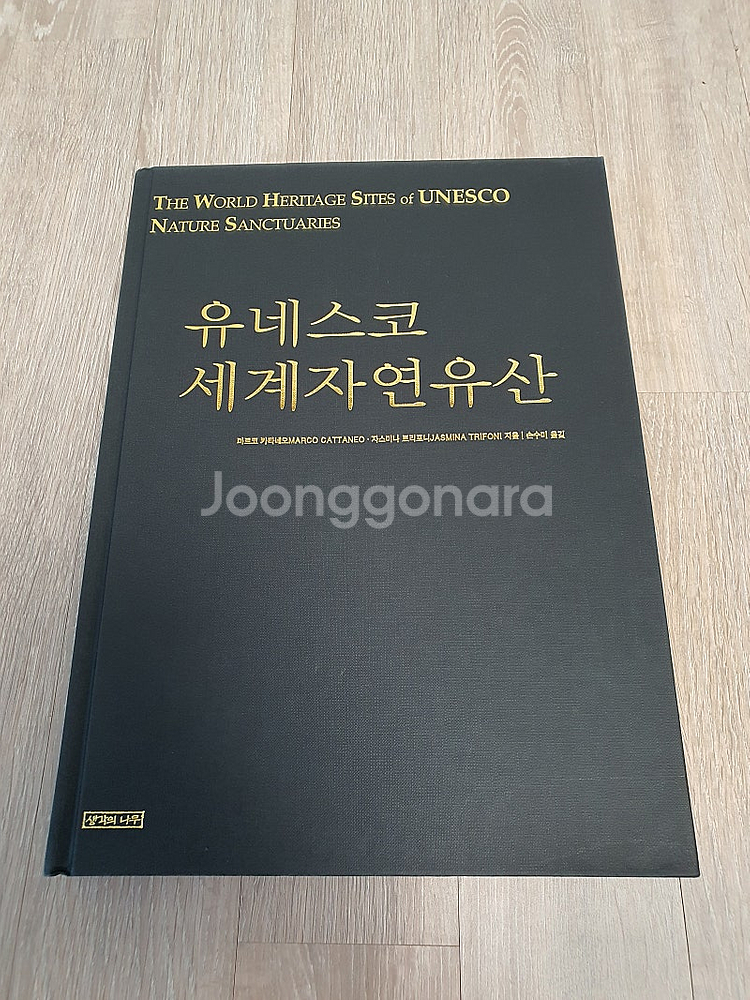 THE WORLD HERITAGE SITES of UNESCO
NATURE SANCTUARIES
유네스코
세계자연유산
마르코 카타네오MARCO CATTANEO · 자스미나 트리포니JASMINA TRIFONI 지음 | 손수미 옮김
Joonggonara
생각의 나무